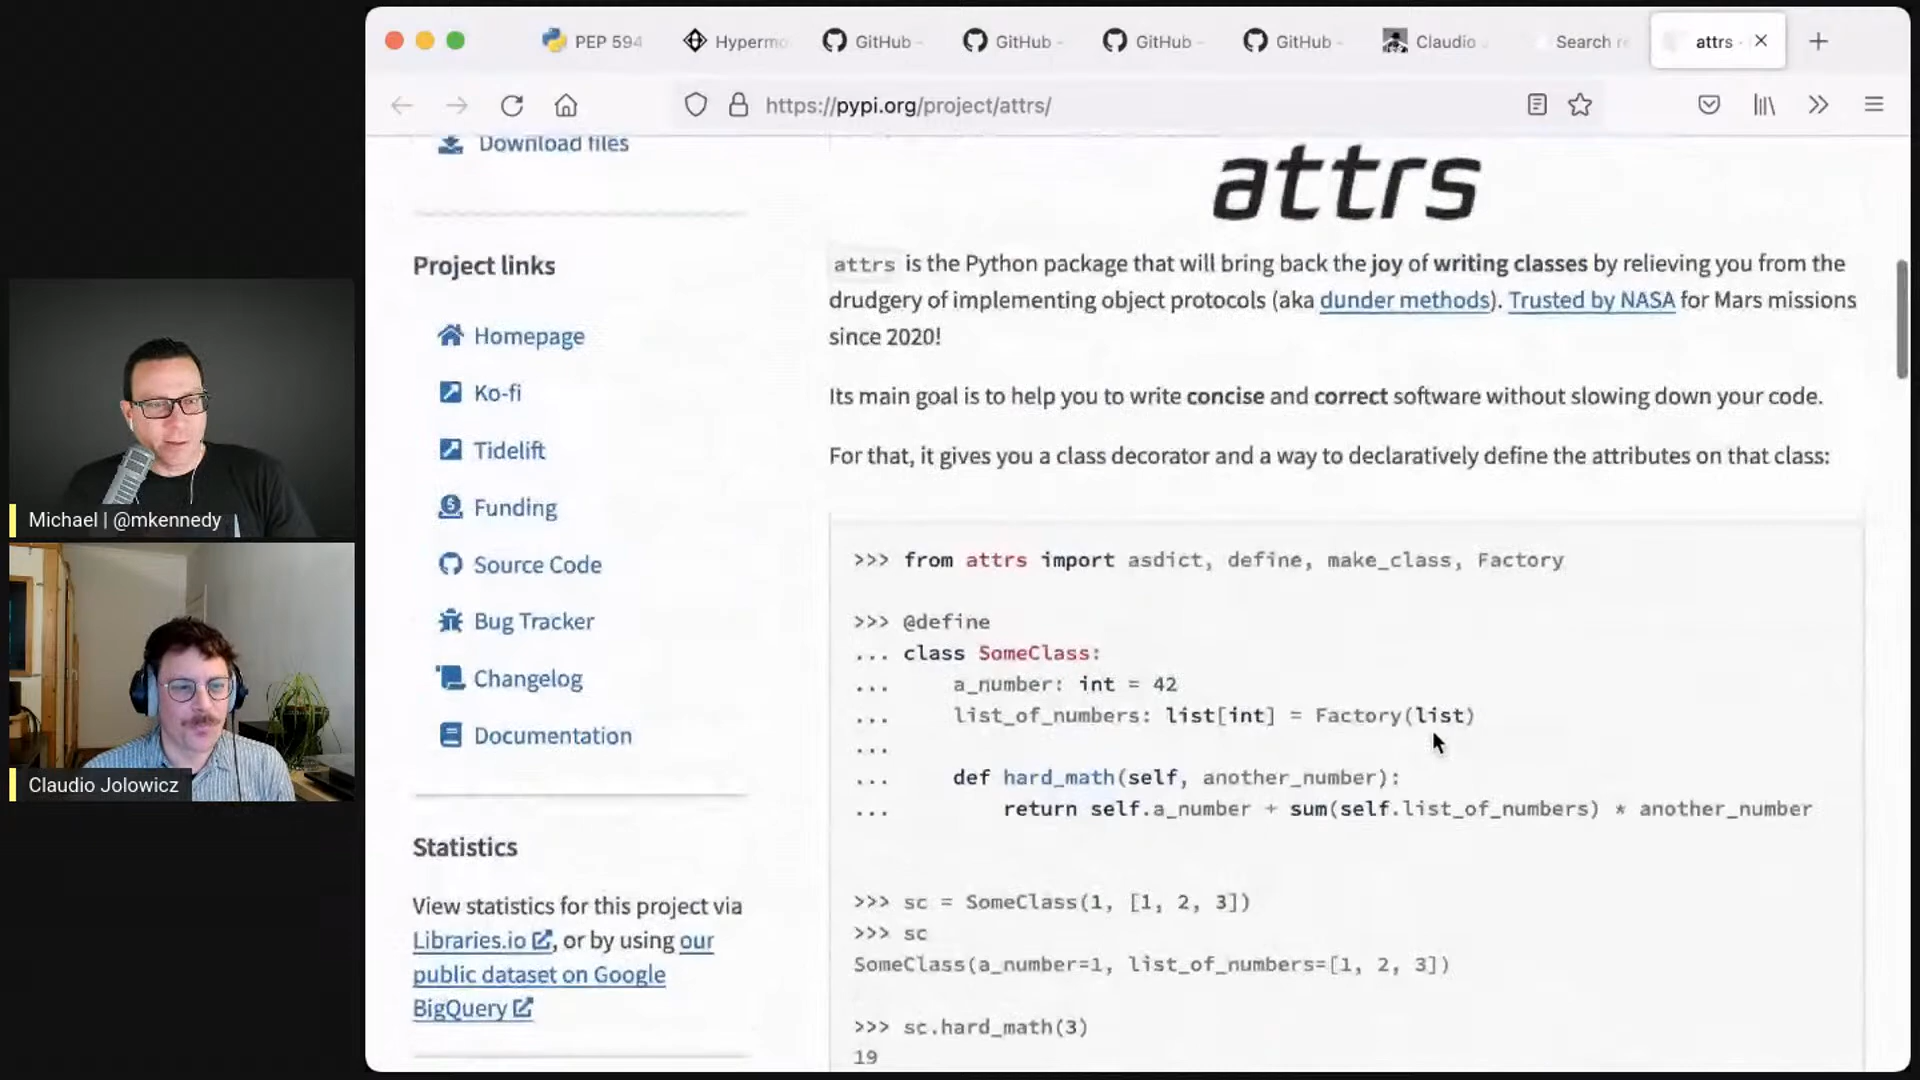 PEP 594
Hypermo
GitHub -
GitHub -
GitHub -
GitHub -
Claudio
Search re
attrs -
https://pypi.org/project/attrs/
Download files
Project links
Homepage
Ko-fi
Tidelift
Funding
Source Code
Bug Tracker
Changelog
Documentation
Statistics
View statistics for this project via
Libraries.io, or by using our
public dataset on Google
BigQuery
attrs
attrs is the Python package that will bring back the joy of writing classes by relieving you from the
drudgery of implementing object protocols (aka dunder methods). Trusted by NASA for Mars missions
since 2020!
Its main goal is to help you to write concise and correct software without slowing down your code.
For that, it gives you a class decorator and a way to declaratively define the attributes on that class:
>>> from attrs import asdict, define, make_class, Factory
>>> @define
... class SomeClass:
...     a_number: int = 42
...     list_of_numbers: list[int] = Factory(list)
...
...     def hard_math(self, another_number):
...         return self.a_number + sum(self.list_of_numbers) * another_number
>>> sc = SomeClass(1, [1, 2, 3])
>>> sc
SomeClass(a_number=1, list_of_numbers=[1, 2, 3])
>>> sc.hard_math(3)
19
Michael | @mkennedy
Claudio Jolowicz